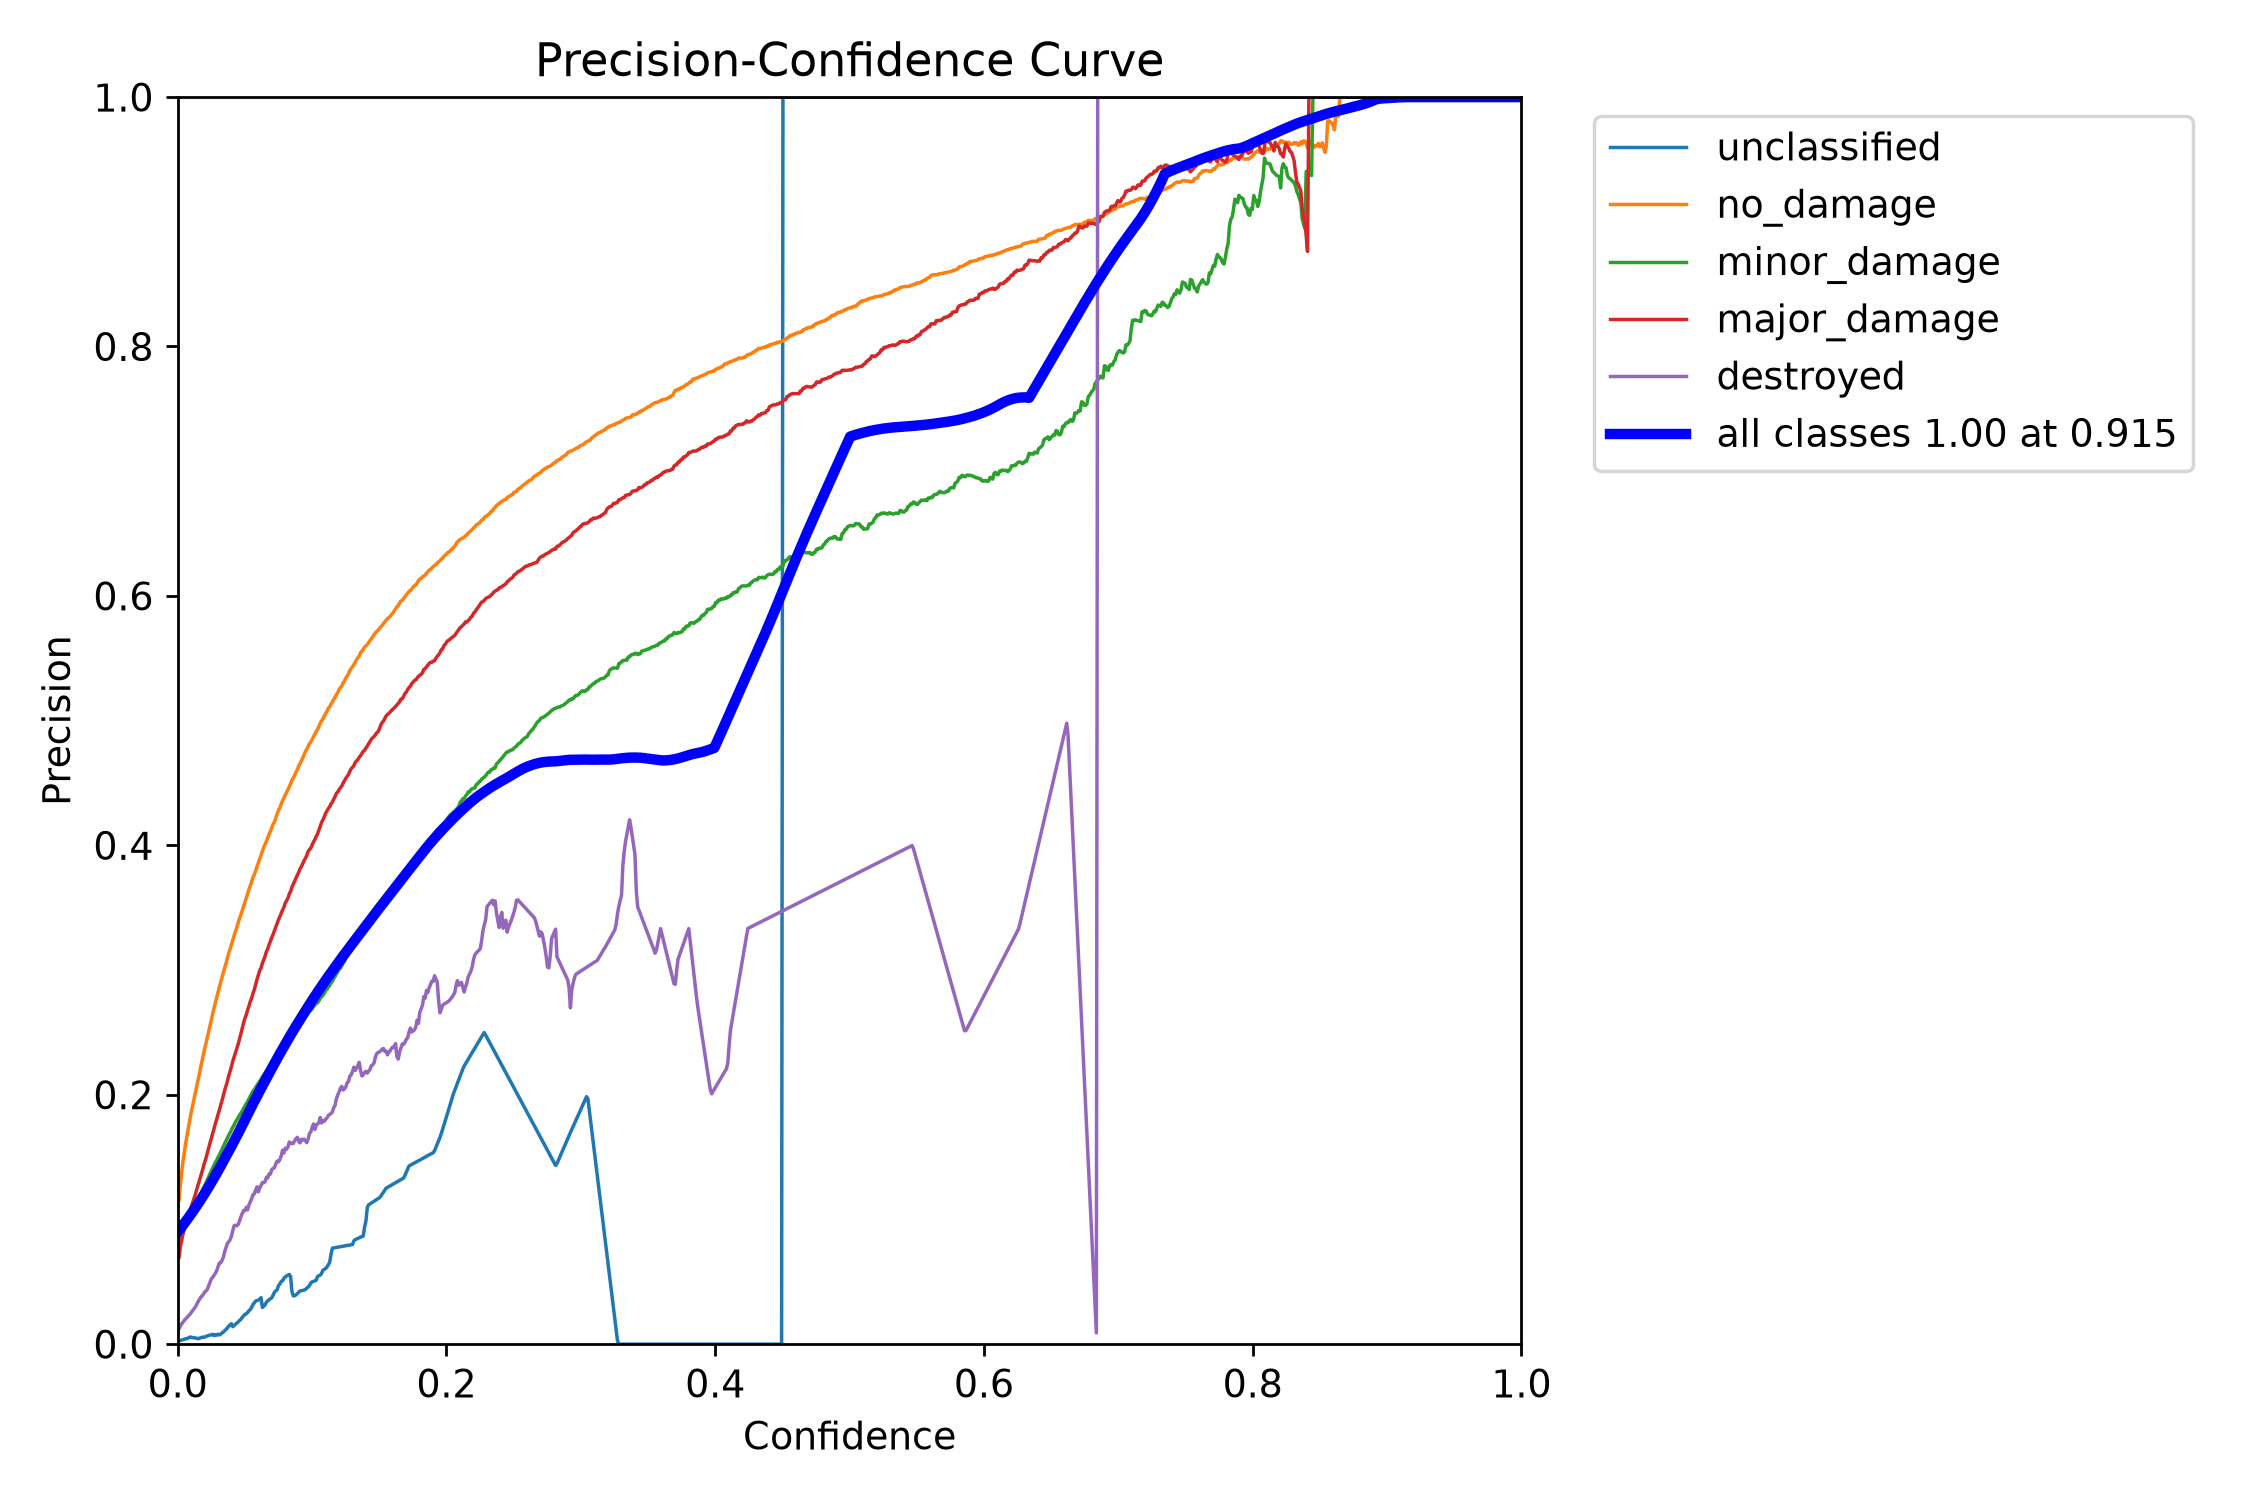 Precision-Confidence Curve
1.0
0.8
0.6
0.4
0.2
0.0
Precision
0.0 0.2 0.4 0.6 0.8 1.0
Confidence
unclassified
no_damage
minor_damage
major_damage
destroyed
all classes 1.00 at 0.915